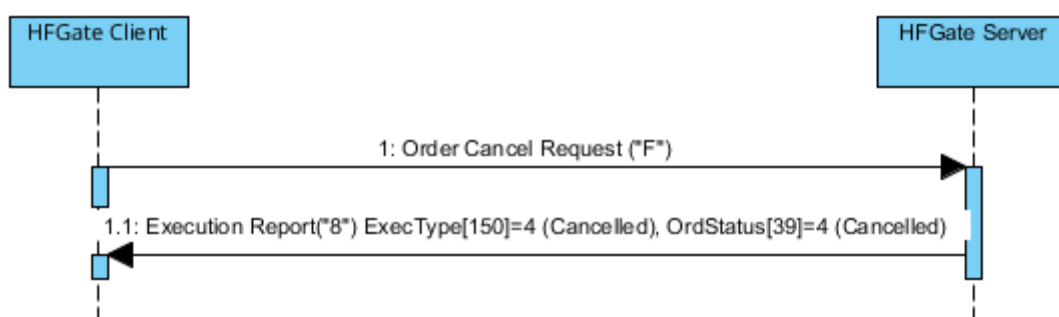 HFGate Client
HFGate Server
1: Order Cancel Request ("F")
1.1: Execution Report("8") ExecType[150]=4 (Cancelled), OrdStatus[39]=4 (Cancelled)